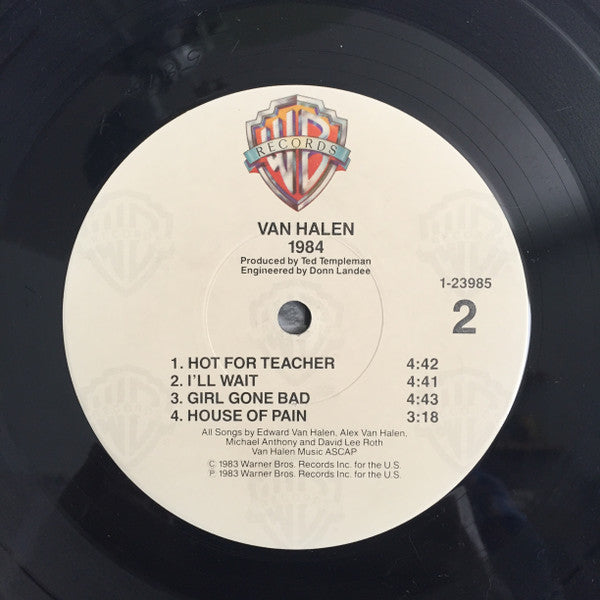 WB
RECORDS
VAN HALEN
1984
Produced by Ted Templeman
Engineered by Donn Landee
1-23985
2
1. HOT FOR TEACHER 4:42
2. I'LL WAIT 4:41
3. GIRL GONE BAD 4:43
4. HOUSE OF PAIN 3:18
All Songs by Edward Van Halen, Alex Van Halen,
Michael Anthony and David Lee Roth
Van Halen Music ASCAP
© 1983 Warner Bros. Records Inc. for the U.S.
℗ 1983 Warner Bros. Records Inc. for the U.S.